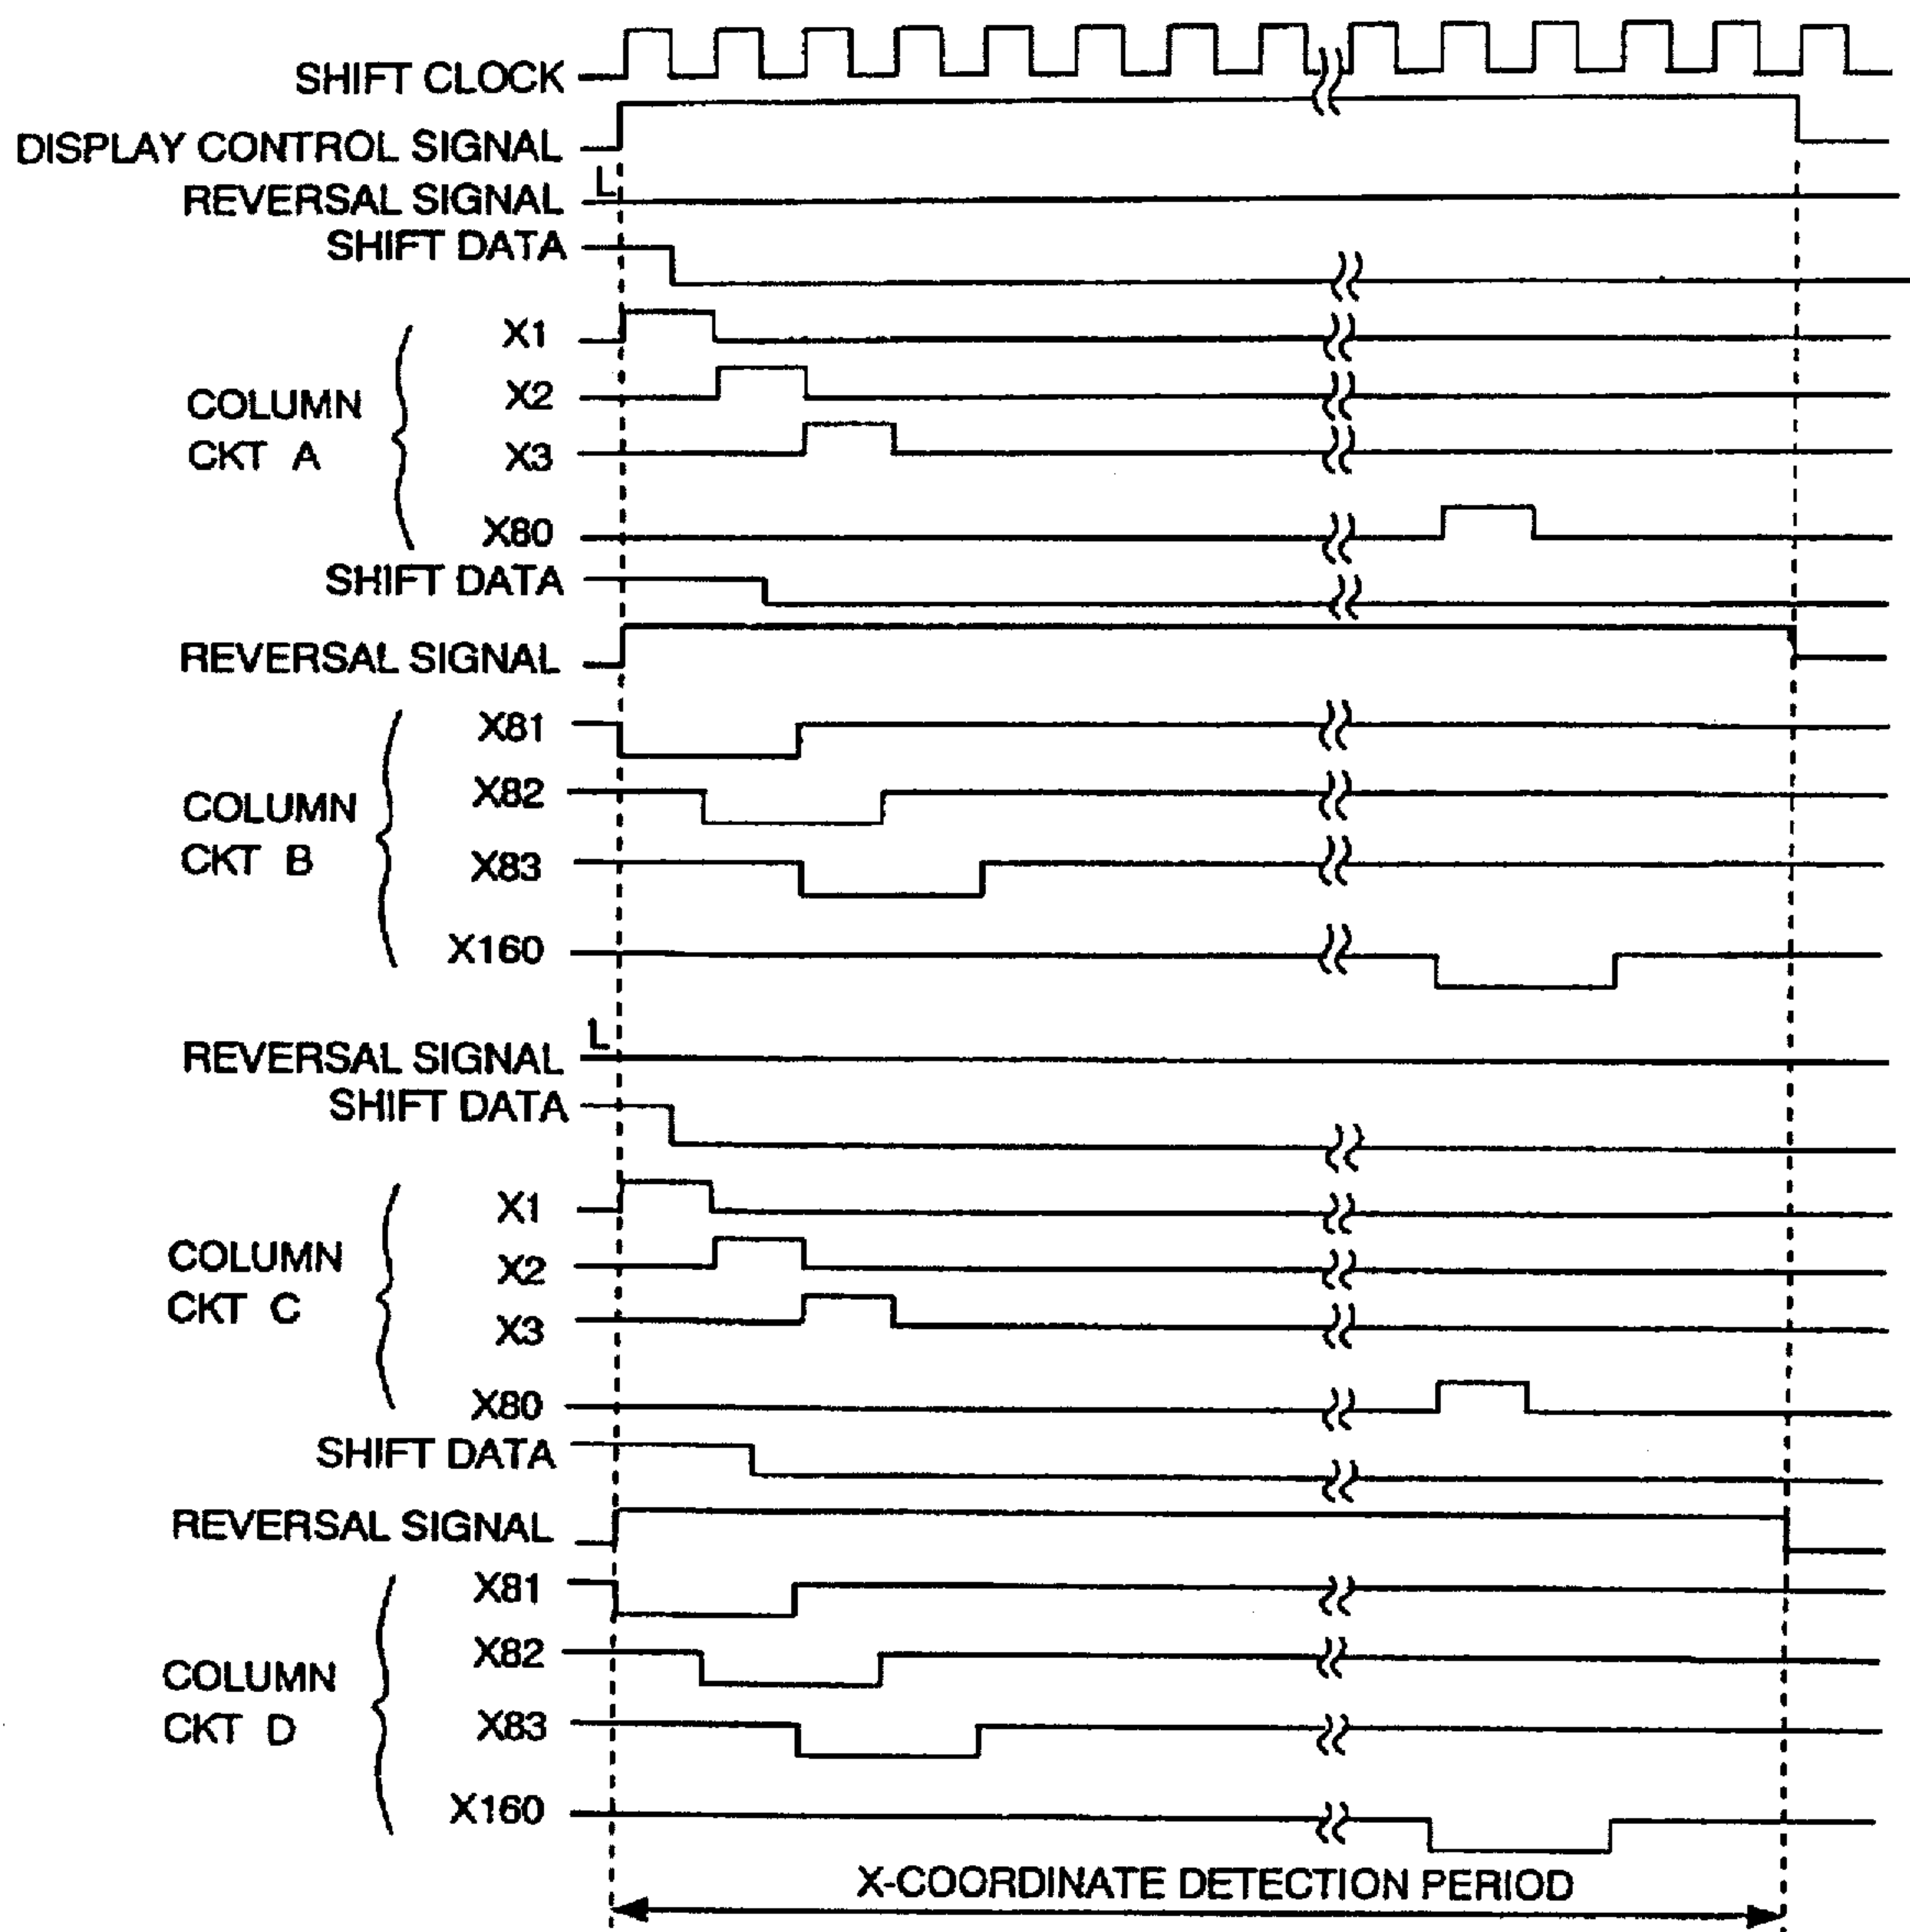 SHIFT CLOCK
DISPLAY CONTROL SIGNAL
L
REVERSAL SIGNAL
SHIFT DATA
COLUMN
CKT A
X1
X2
X3
X80
SHIFT DATA
REVERSAL SIGNAL
COLUMN
CKT B
X81
X82
X83
X160
L
REVERSAL SIGNAL
SHIFT DATA
COLUMN
CKT C
X1
X2
X3
X80
SHIFT DATA
REVERSAL SIGNAL
COLUMN
CKT D
X81
X82
X83
X160
X-COORDINATE DETECTION PERIOD